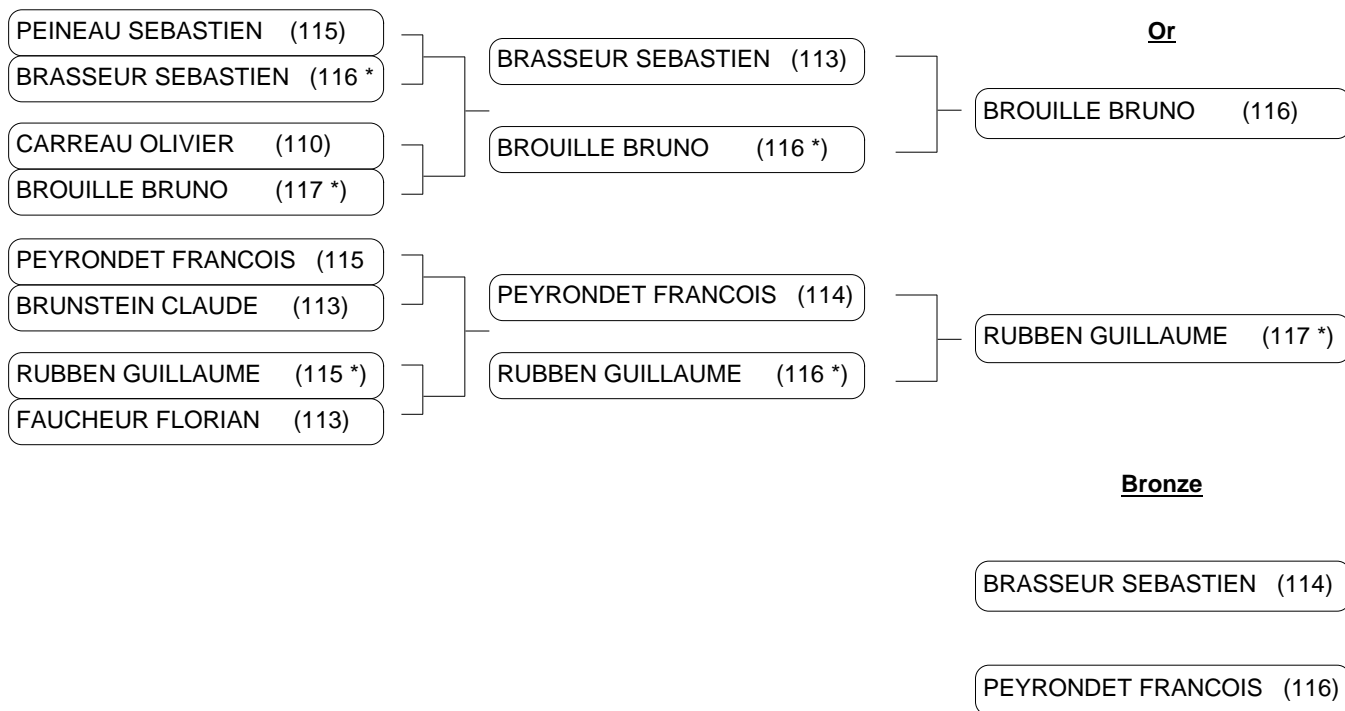 PEINEAU SEBASTIEN (115)
BRASSEUR SEBASTIEN (116 *
CARREAU OLIVIER (110)
BROUILLE BRUNO (117 *)
PEYRONDET FRANCOIS (115
BRUNSTEIN CLAUDE (113)
RUBBEN GUILLAUME (115 *)
FAUCHEUR FLORIAN (113)
BRASSEUR SEBASTIEN (113)
BROUILLE BRUNO (116 *)
PEYRONDET FRANCOIS (114)
RUBBEN GUILLAUME (116 *)
Or
BROUILLE BRUNO (116)
RUBBEN GUILLAUME (117 *)
Bronze
BRASSEUR SEBASTIEN (114)
PEYRONDET FRANCOIS (116)